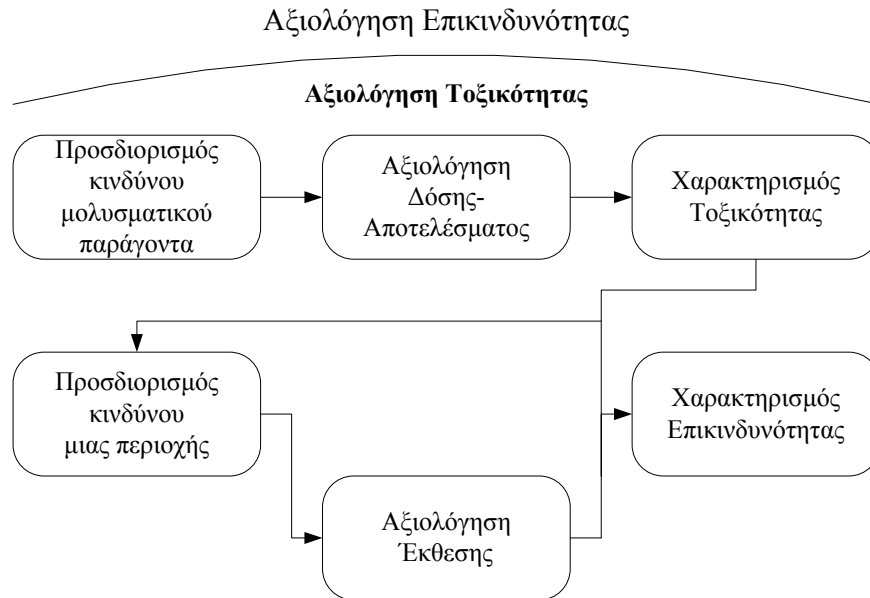 Αξιολόγηση Επικινδυνότητας
Αξιολόγηση Τοξικότητας
Προσδιορισμός
κινδύνου
μολυσματικού
παράγοντα
Αξιολόγηση
Δόσης-
Αποτελέσματος
Χαρακτηρισμός
Τοξικότητας
Προσδιορισμός
κινδύνου
μιας περιοχής
Αξιολόγηση
Έκθεσης
Χαρακτηρισμός
Επικινδυνότητας